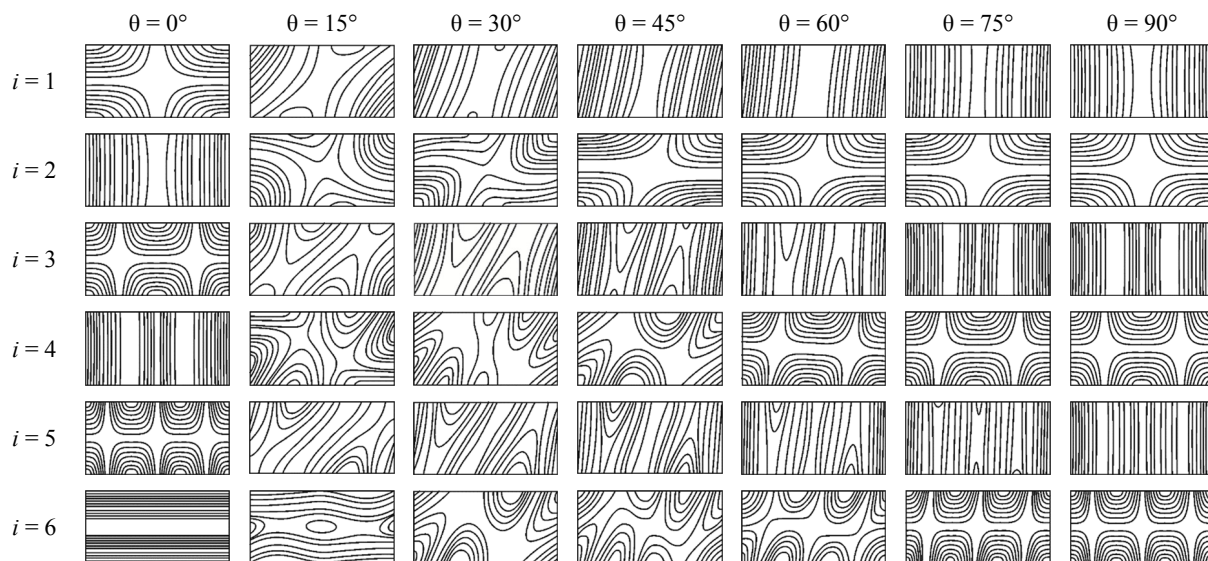 θ = 0° θ = 15° θ = 30° θ = 45° θ = 60° θ = 75° θ = 90°
i = 1
i = 2
i = 3
i = 4
i = 5
i = 6